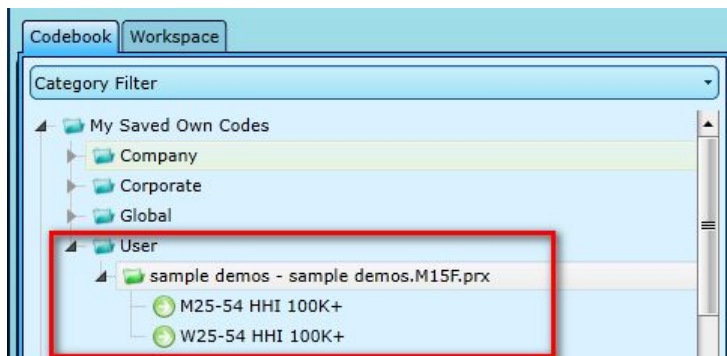 Codebook Workspace
Category Filter
My Saved Own Codes
Company
Corporate
Global
User
sample demos - sample demos.M15F.prx
M25-54 HHI 100K+
W25-54 HHI 100K+